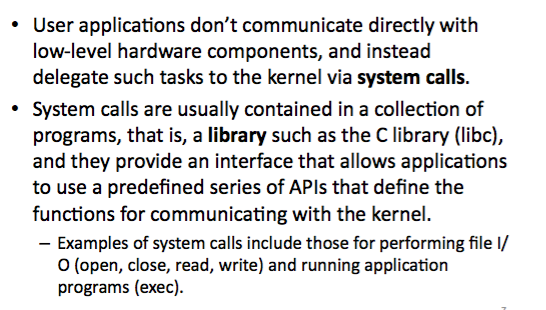 • User applications don't communicate directly with
low-level hardware components, and instead
delegate such tasks to the kernel via system calls.
• System calls are usually contained in a collection of
programs, that is, a library such as the C library (libc),
and they provide an interface that allows applications
to use a predefined series of APIs that define the
functions for communicating with the kernel.
– Examples of system calls include those for performing file I/
O (open, close, read, write) and running application
programs (exec).